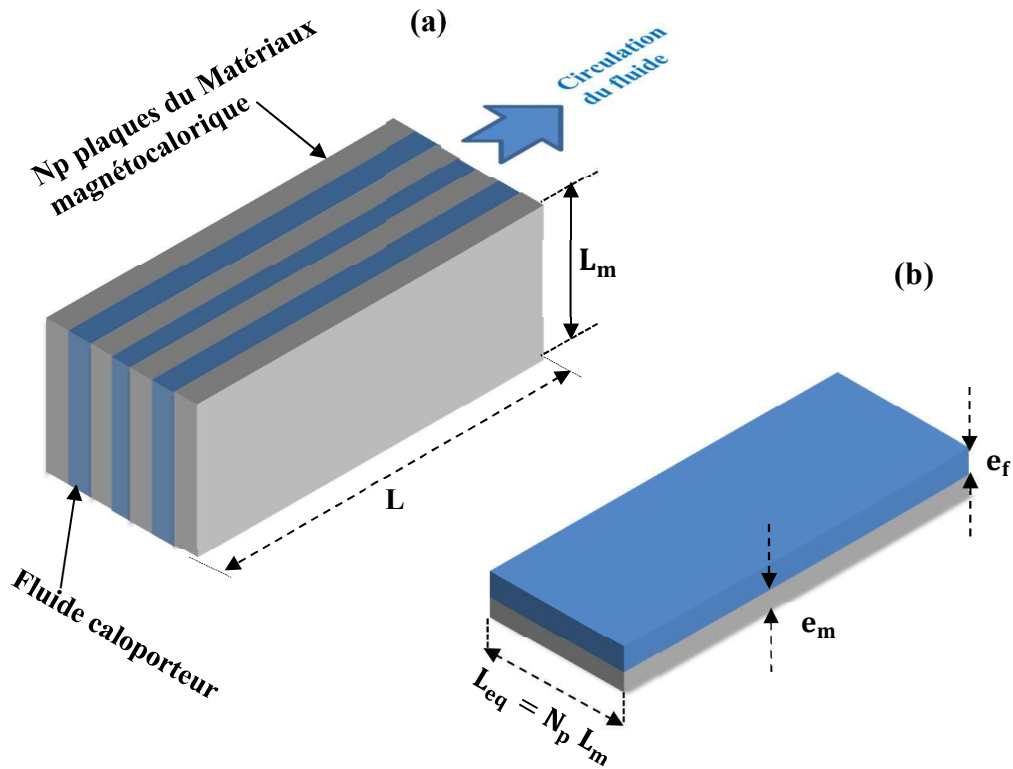 (a)
Circulation
du fluide
Np plaques du Matériaux
magnétocalorique
Lm
(b)
L
ef
em
Fluide caloporteur
Leq = Np Lm